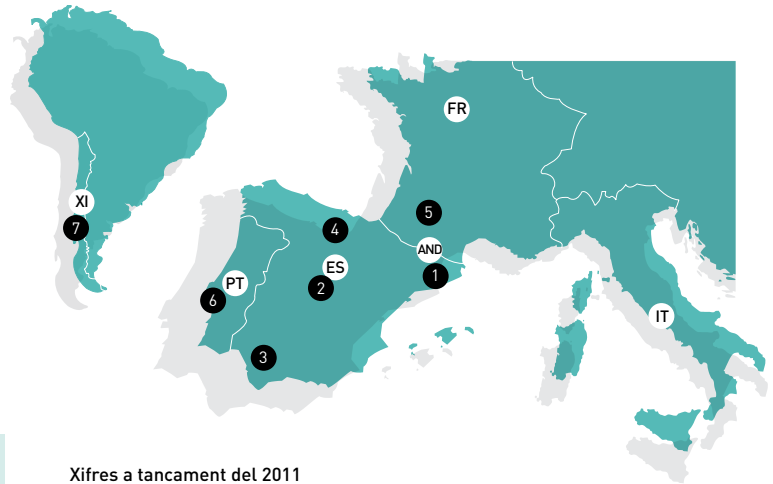 FR
XI
7
5
4
AND
ES
1
PT
2
6
IT
3
Xifres a tancament del 2011